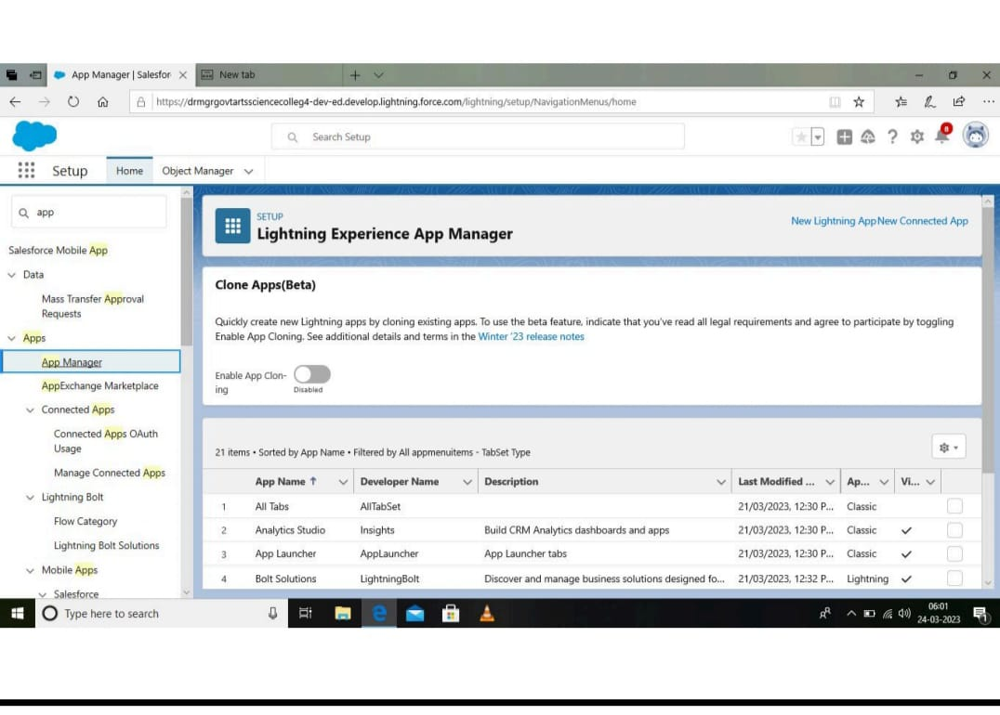 App Manager | Salesfor
New tab
https://drmgrgovtartssciencecolleg4-dev-ed.develop.lightning.force.com/lightning/setup/NavigationMenus/home
Search Setup
8
Setup
Home
Object Manager
app
Salesforce Mobile App
Data
Mass Transfer Approval
Requests
Apps
App Manager
AppExchange Marketplace
Connected Apps
Connected Apps OAuth
Usage
Manage Connected Apps
Lightning Bolt
Flow Category
Lightning Bolt Solutions
Mobile Apps
Salesforce
SETUP
Lightning Experience App Manager
New Lightning App New Connected App
Clone Apps(Beta)
Quickly create new Lightning apps by cloning existing apps. To use the beta feature, indicate that you've read all legal requirements and agree to participate by toggling
Enable App Cloning. See additional details and terms in the Winter '23 release notes
Enable App Clon-
ing
Disabled
21 items • Sorted by App Name • Filtered by All appmenuitems - TabSet Type
App Name ↑ Developer Name Description Last Modified ... Ap... Vi...
1 All Tabs AllTabSet 21/03/2023, 12:30 P... Classic
2 Analytics Studio Insights Build CRM Analytics dashboards and apps 21/03/2023, 12:30 P... Classic
3 App Launcher AppLauncher App Launcher tabs 21/03/2023, 12:30 P... Classic
4 Bolt Solutions LightningBolt Discover and manage business solutions designed fo... 21/03/2023, 12:32 P... Lightning
Type here to search
06:01
24-03-2023
1